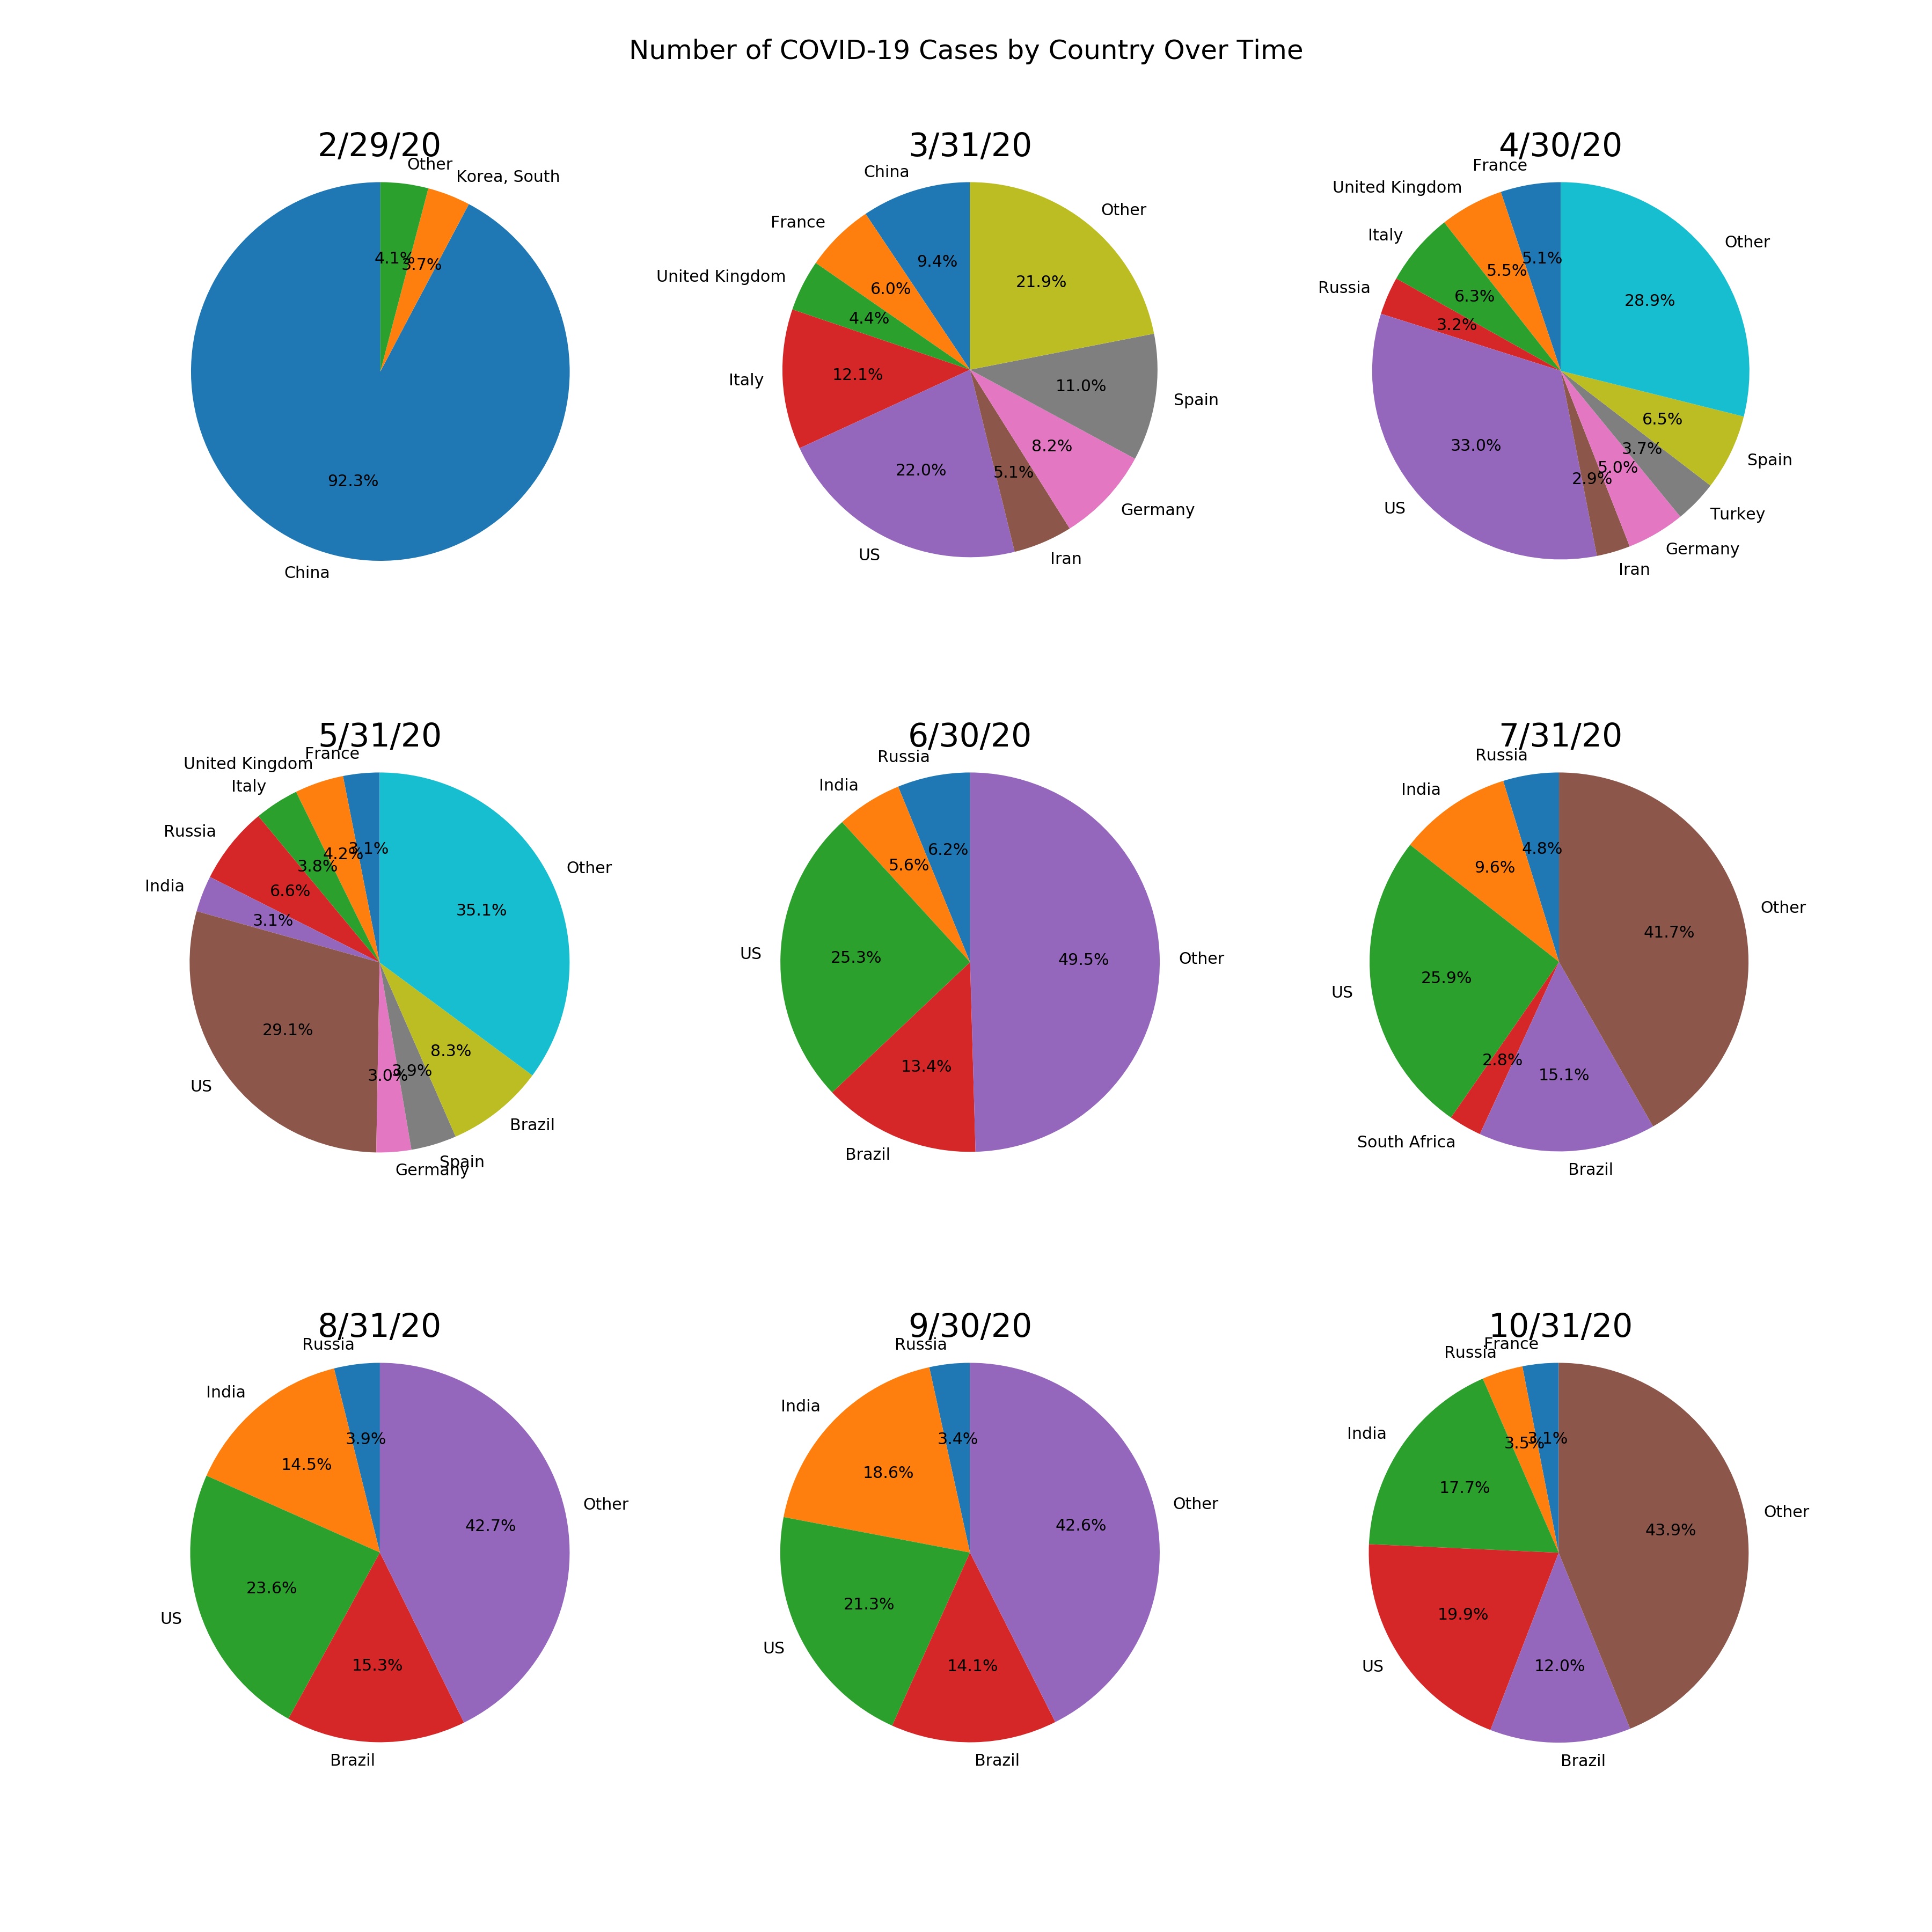 Number of COVID-19 Cases by Country Over Time
2/29/20
Other
Korea, South
4.1%
3.7%
92.3%
China
3/31/20
China
France
United Kingdom
Italy
US
Iran
Germany
Spain
Other
9.4%
6.0%
4.4%
12.1%
22.0%
5.1%
8.2%
11.0%
21.9%
4/30/20
France
United Kingdom
Italy
Russia
US
Iran
Germany
Turkey
Spain
Other
5.1%
5.5%
6.3%
3.2%
33.0%
2.9%
5.0%
3.7%
6.5%
28.9%
5/31/20
France
United Kingdom
Italy
Russia
India
US
Germany
Spain
Brazil
Other
3.1%
4.2%
3.8%
6.6%
3.1%
29.1%
3.0%
3.9%
8.3%
35.1%
6/30/20
Russia
India
US
Brazil
Other
6.2%
5.6%
25.3%
13.4%
49.5%
7/31/20
Russia
India
US
South Africa
Brazil
Other
4.8%
9.6%
25.9%
2.8%
15.1%
41.7%
8/31/20
Russia
India
US
Brazil
Other
3.9%
14.5%
23.6%
15.3%
42.7%
9/30/20
Russia
India
US
Brazil
Other
3.4%
18.6%
21.3%
14.1%
42.6%
10/31/20
France
Russia
India
US
Brazil
Other
3.1%
3.5%
17.7%
19.9%
12.0%
43.9%